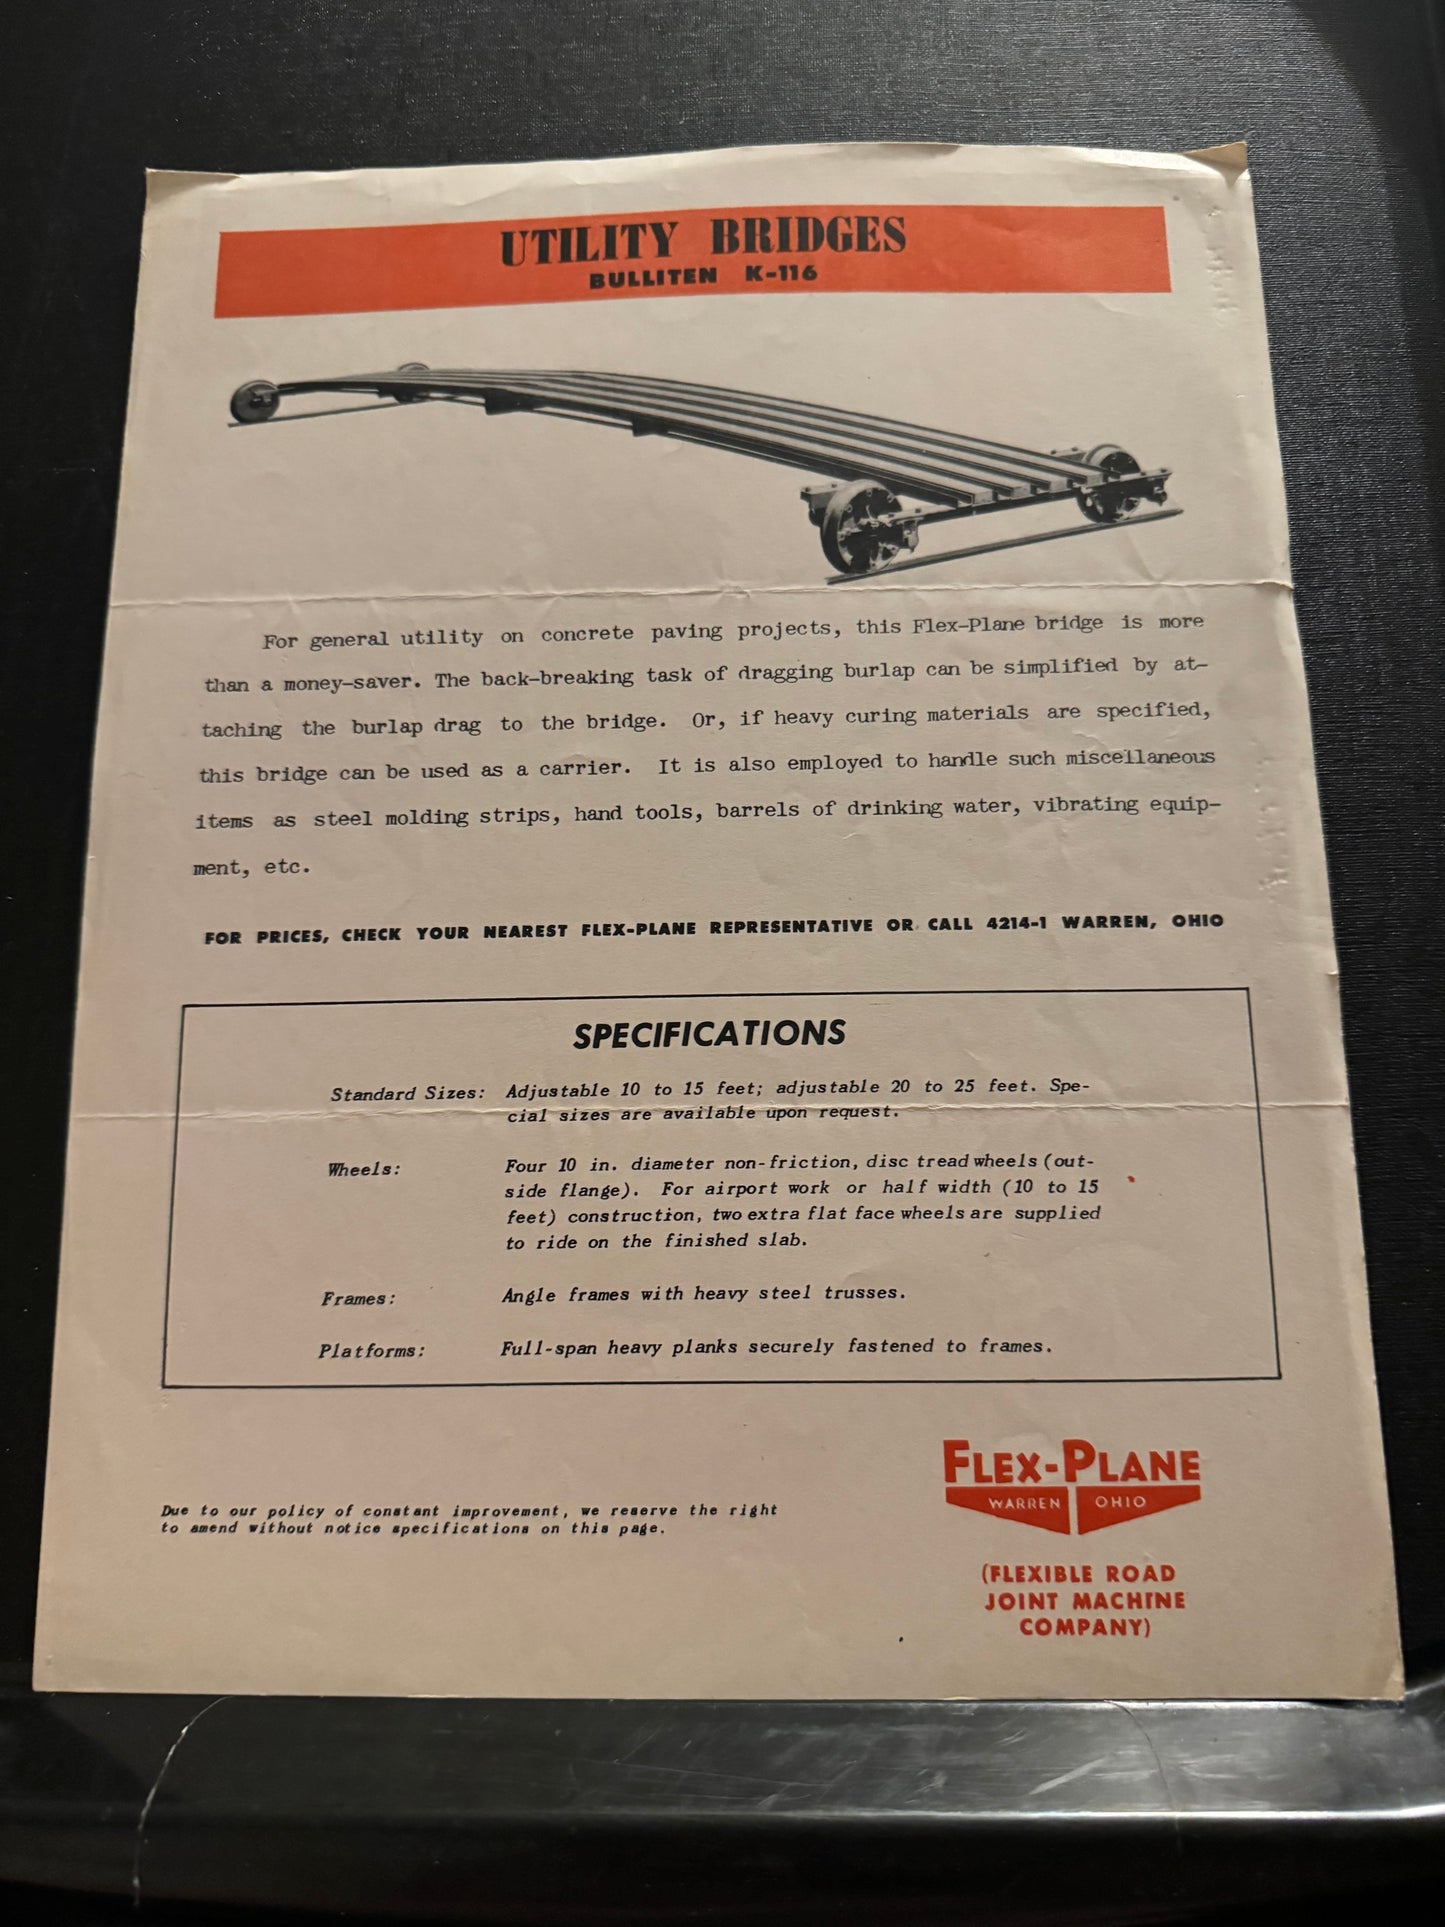 UTILITY BRIDGES
BULLITEN K-116
For general utility on concrete paving projects, this Flex-Plane bridge is more
than a money-saver. The back-breaking task of dragging burlap can be simplified by at-
taching the burlap drag to the bridge. Or, if heavy curing materials are specified,
this bridge can be used as a carrier. It is also employed to handle such miscellaneous
items as steel molding strips, hand tools, barrels of drinking water, vibrating equip-
ment, etc.
FOR PRICES, CHECK YOUR NEAREST FLEX-PLANE REPRESENTATIVE OR CALL 4214-1 WARREN, OHIO
SPECIFICATIONS
Standard Sizes: Adjustable 10 to 15 feet; adjustable 20 to 25 feet. Spe-
cial sizes are available upon request.
Wheels: Four 10 in. diameter non-friction, disc tread wheels (out-
side flange). For airport work or half width (10 to 15
feet) construction, two extra flat face wheels are supplied
to ride on the finished slab.
Frames: Angle frames with heavy steel trusses.
Platforms: Full-span heavy planks securely fastened to frames.
Due to our policy of constant improvement, we reserve the right
to amend without notice specifications on this page.
FLEX-PLANE
WARREN OHIO
(FLEXIBLE ROAD
JOINT MACHINE
COMPANY)